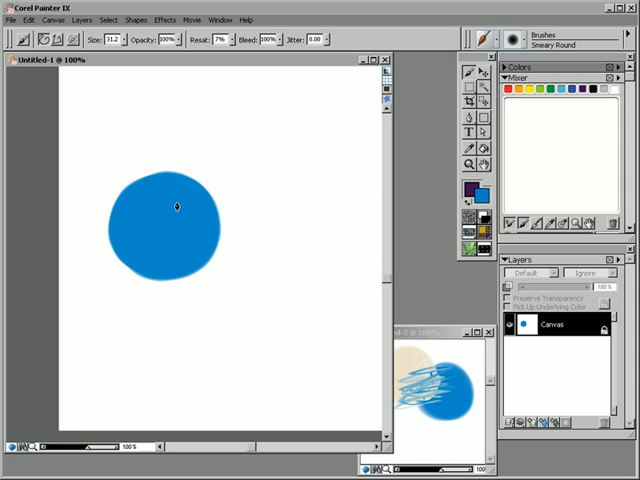 Corel Painter IX
File Edit Canvas Layers Select Shapes Effects Movie Window Help
Size: 31.2 Opacity: 100% Resat: 7% Bleed: 100% Jitter: 0.00
Brushes
Smeary Round
Untitled-1 @ 100%
Colors
Mixer
T
Layers
Default Ignore
100%
Preserve Transparency
Pick Up Underlying Color
Canvas
ed-2 @ 100%
100%
100